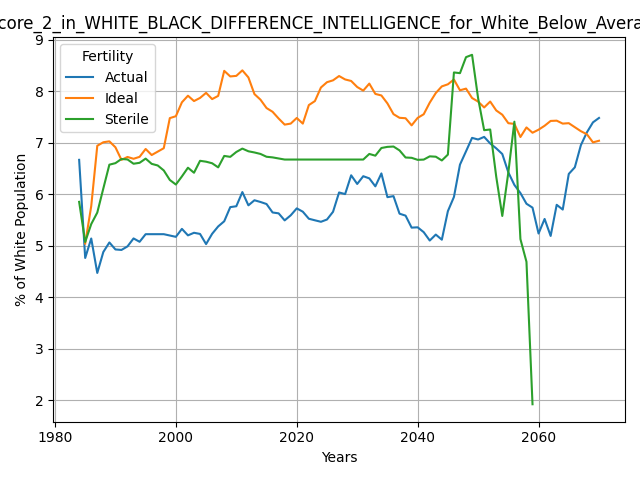 core_2_in_WHITE_BLACK_DIFFERENCE_INTELLIGENCE_for_White_Below_Avera
Fertility
Actual
Ideal
Sterile
% of White Population
9
8
7
6
5
4
3
2
1980
2000
2020
2040
2060
Years